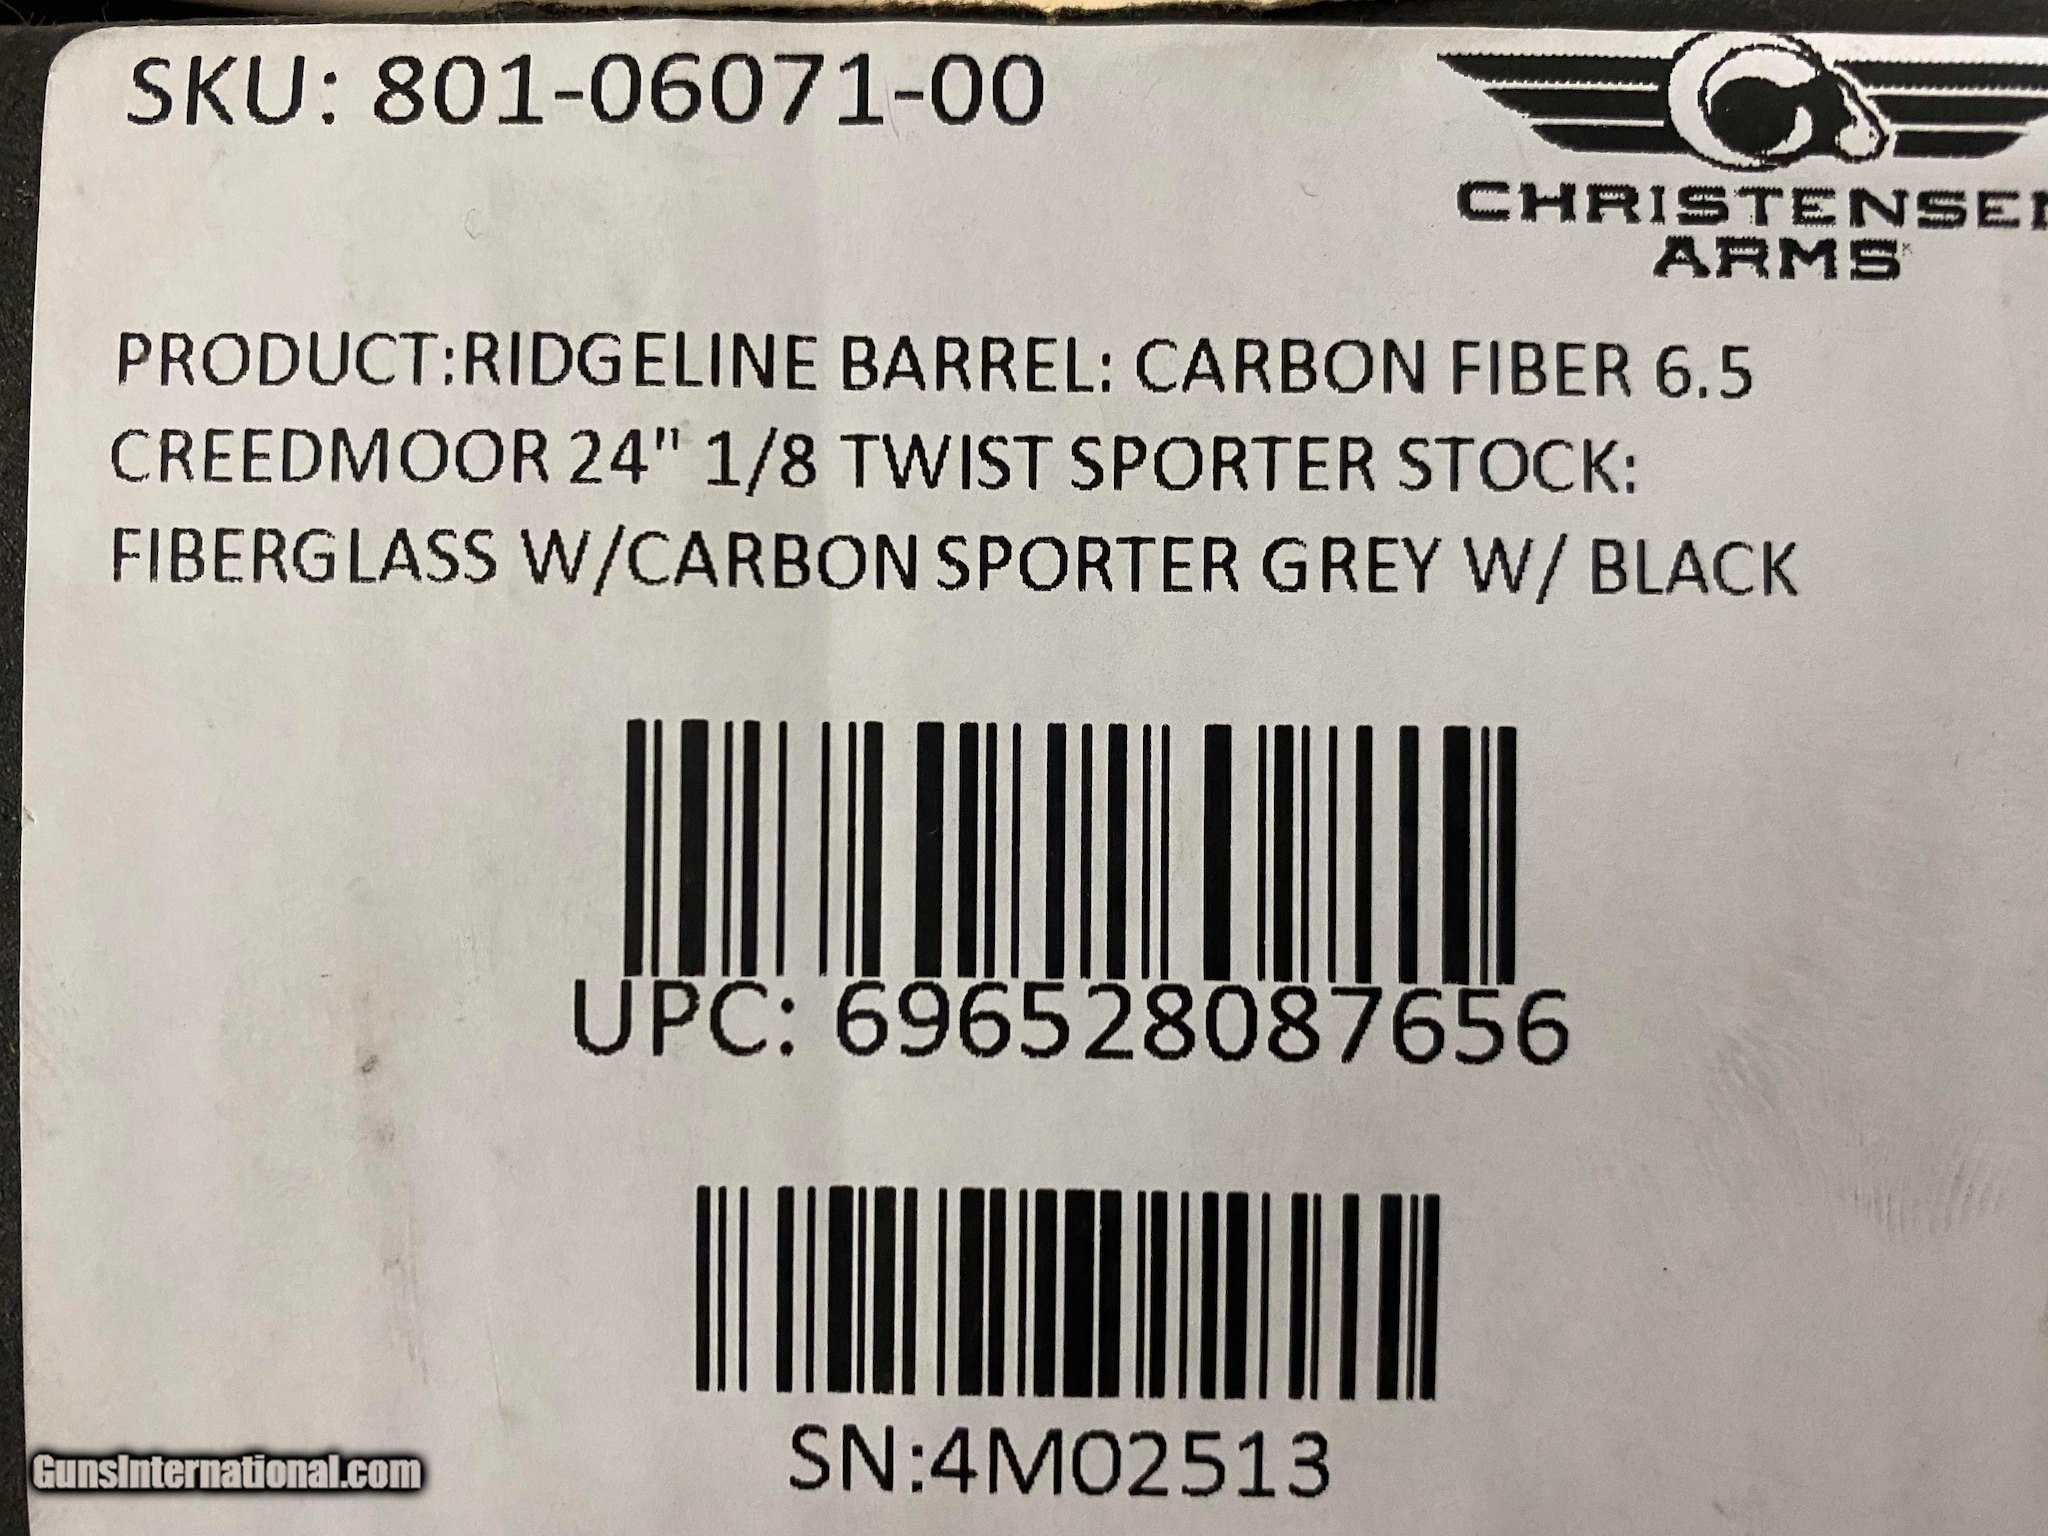 SKU: 801-06071-00
CHRISTENSEN
ARMS
PRODUCT:RIDGELINE BARREL: CARBON FIBER 6.5
CREEDMOOR 24" 1/8 TWIST SPORTER STOCK:
FIBERGLASS W/CARBON SPORTER GREY W/ BLACK
UPC: 696528087656
SN:4M02513
GunsInternational.com